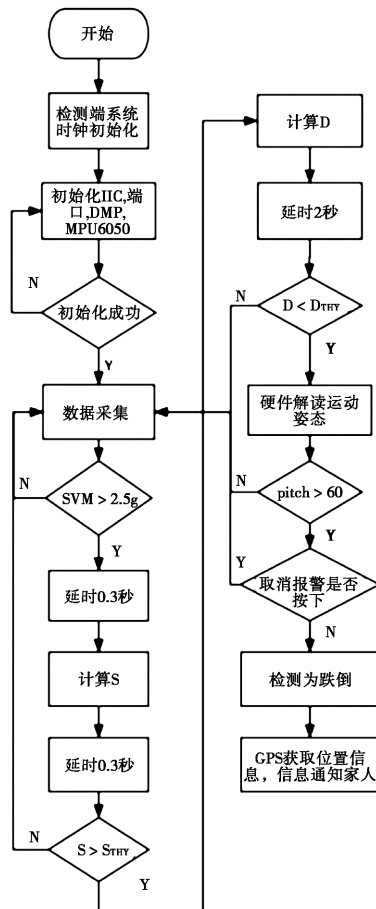 开始
检测端系统
时钟初始化
初始化IIC,端
口,DMP,
MPU6050
N
初始化成功
Y
数据采集
N
SVM > 2.5g
Y
延时0.3秒
计算S
延时0.3秒
N
S > STHY
Y
计算D
延时2秒
N
D < DTHY
Y
硬件解读运动
姿态
N
pitch > 60
Y
Y
取消报警是否
按下
N
检测为跌倒
GPS获取位置信
息，信息通知家人